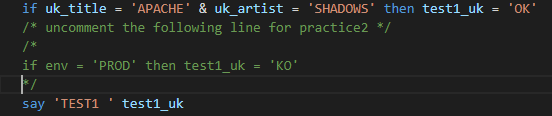 if uk_title = 'APACHE' & uk_artist = 'SHADOWS' then test1_uk = 'OK'
/* uncomment the following line for practice2 */
/*
if env = 'PROD' then test1_uk = 'KO'
*/
say 'TEST1 ' test1_uk